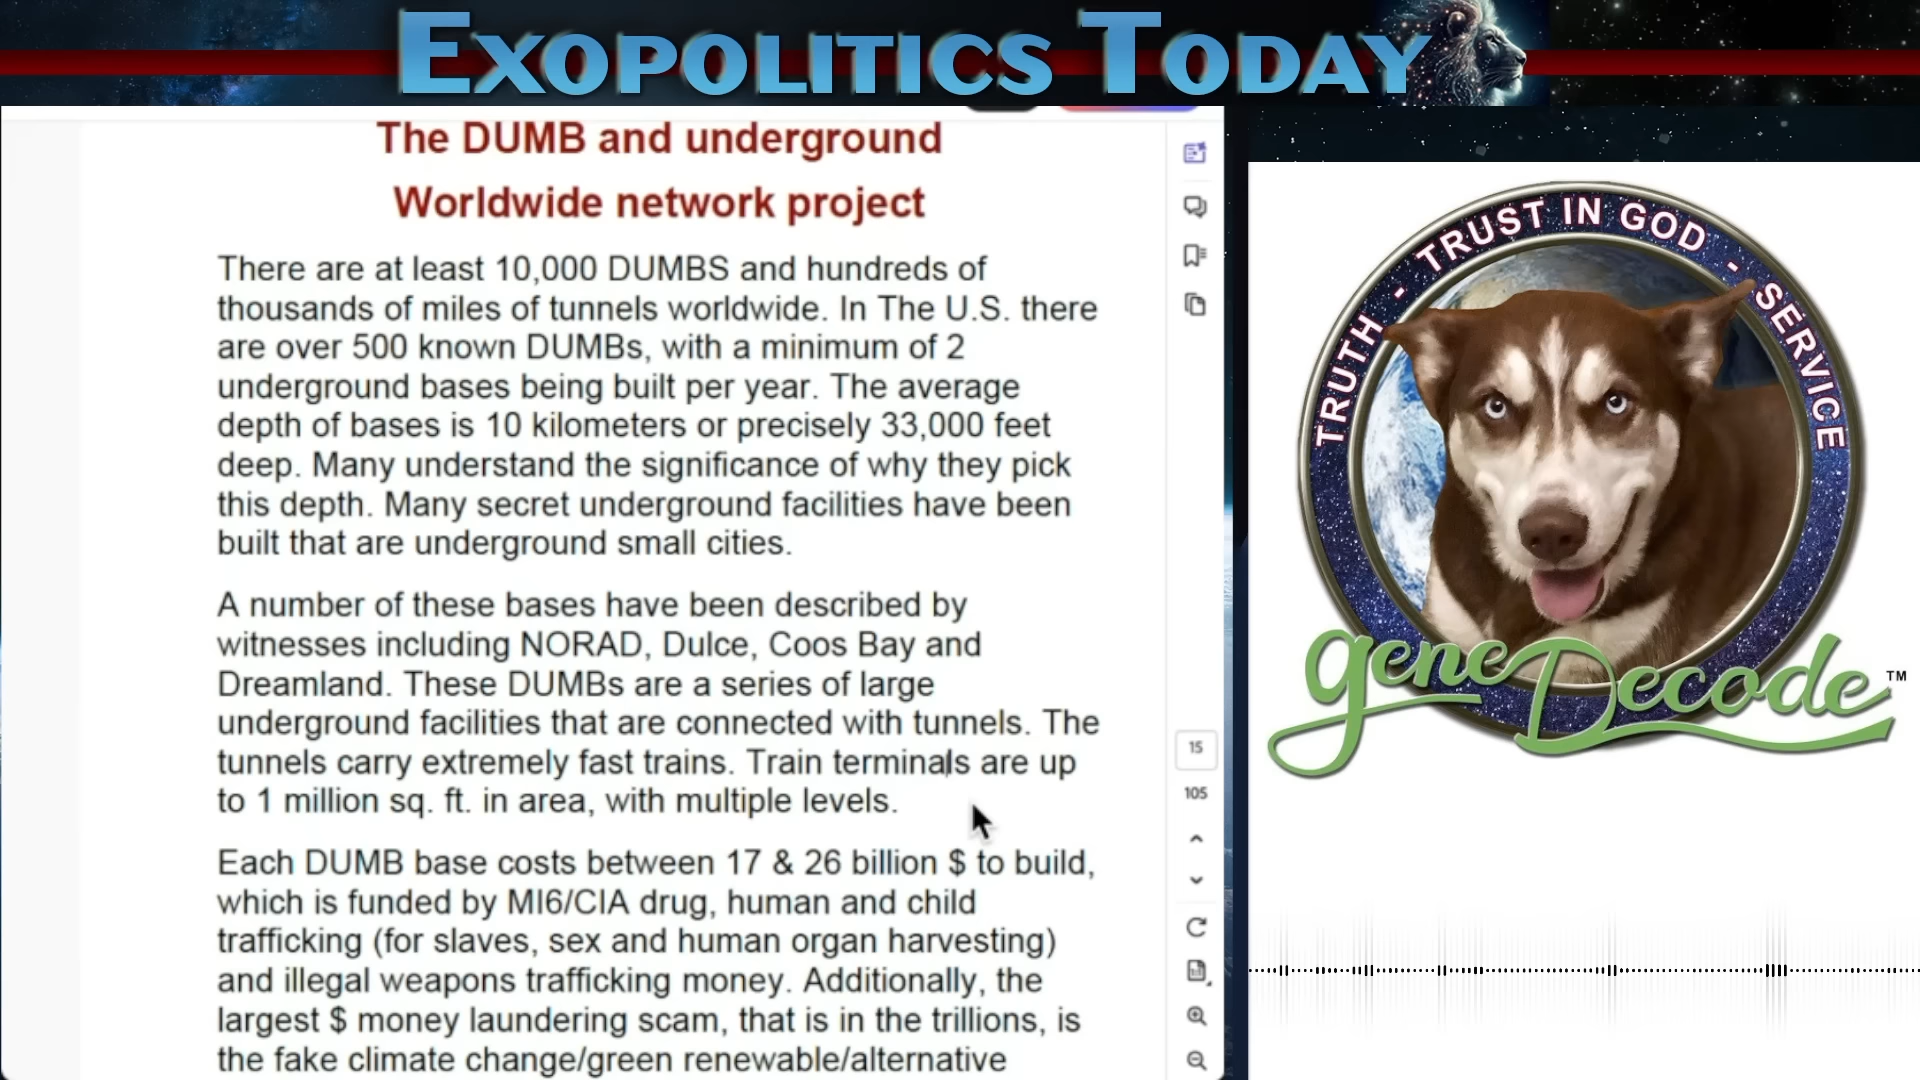 EXOPOLITICS TODAY
The DUMB and underground
Worldwide network project
There are at least 10,000 DUMBS and hundreds of
thousands of miles of tunnels worldwide. In The U.S. there
are over 500 known DUMBs, with a minimum of 2
underground bases being built per year. The average
depth of bases is 10 kilometers or precisely 33,000 feet
deep. Many understand the significance of why they pick
this depth. Many secret underground facilities have been
built that are underground small cities.
A number of these bases have been described by
witnesses including NORAD, Dulce, Coos Bay and
Dreamland. These DUMBs are a series of large
underground facilities that are connected with tunnels. The
tunnels carry extremely fast trains. Train terminals are up
to 1 million sq. ft. in area, with multiple levels.
Each DUMB base costs between 17 & 26 billion $ to build,
which is funded by MI6/CIA drug, human and child
trafficking (for slaves, sex and human organ harvesting)
and illegal weapons trafficking money. Additionally, the
largest $ money laundering scam, that is in the trillions, is
the fake climate change/green renewable/alternative
15
105
TRUTH - TRUST IN GOD - SERVICE
gene Decode™